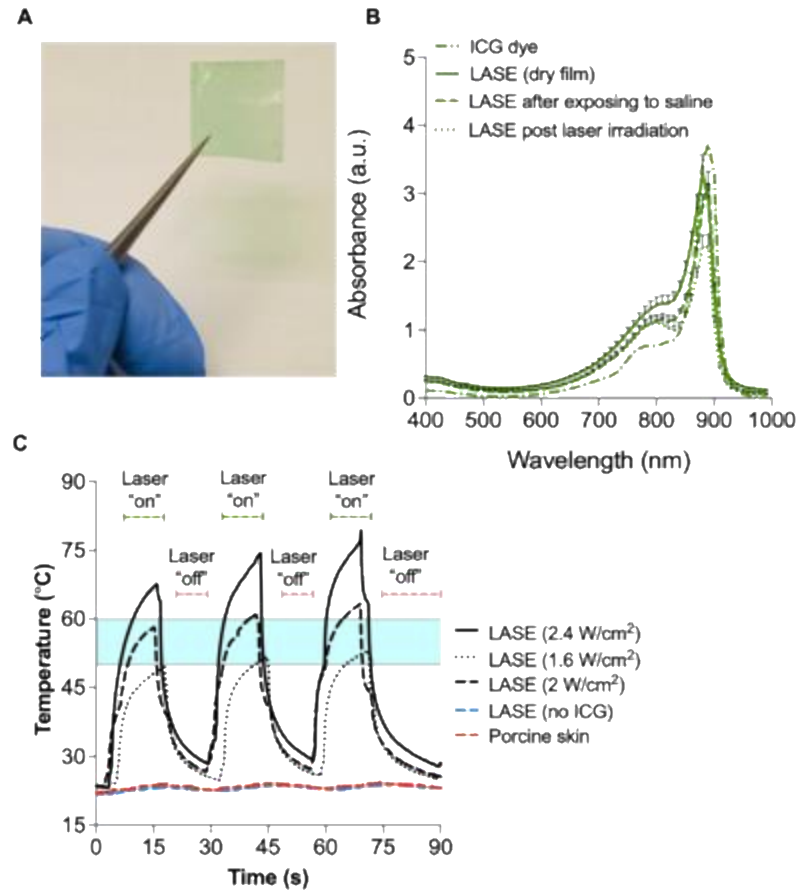 A
B
ICG dye
LASE (dry film)
LASE after exposing to saline
LASE post laser irradiation
5
4
3
2
1
0
Absorbance (a.u.)
400 500 600 700 800 900 1000
Wavelength (nm)
C
Laser "on"
Laser "on"
Laser "on"
Laser "off"
Laser "off"
Laser "off"
90
75
60
45
30
15
Temperature (°C)
0 15 30 45 60 75 90
Time (s)
LASE (2.4 W/cm²)
LASE (1.6 W/cm²)
LASE (2 W/cm²)
LASE (no ICG)
Porcine skin